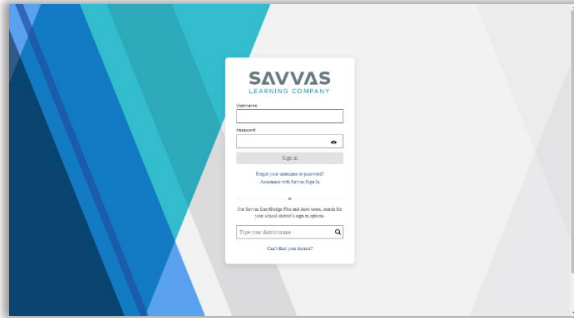 SAVVAS
LEARNING COMPANY
Username
Password
Sign in
Forgot your username or password?
Assistance with Savvas Sign In.
or
For Savvas EasyBridge Plus and Auto users, search for
your school district's sign in options.
Type your district name
Can't find your district?